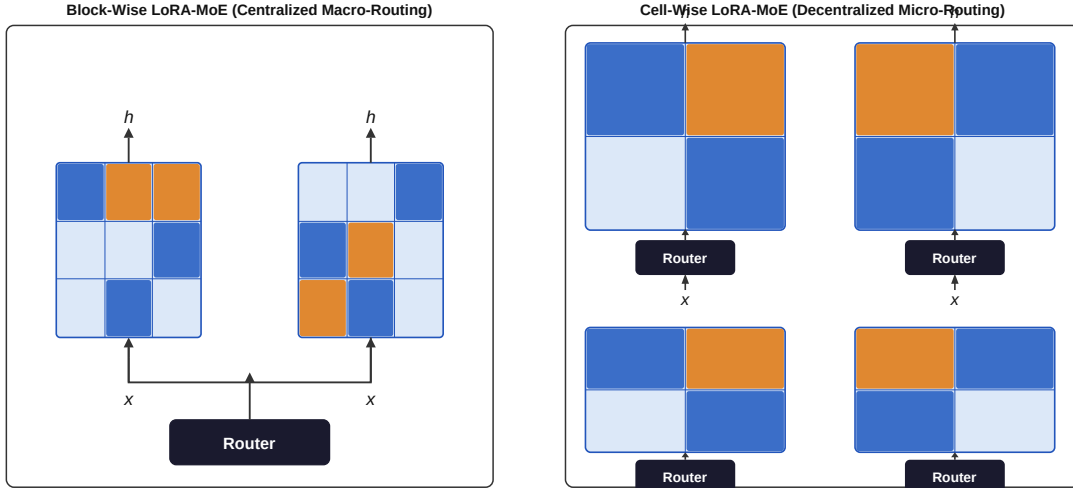 Block-Wise LoRA-MoE (Centralized Macro-Routing)
h h
x x
Router
Cell-Wise LoRA-MoE (Decentralized Micro-Routing)
h h
Router Router
x x
Router Router